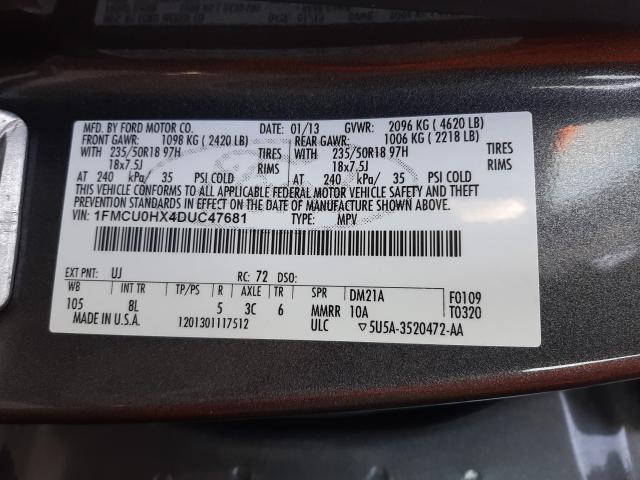 MFD. BY FORD MOTOR CO. DATE: 01/13 GVWR: 2096 KG ( 4620 LB)
FRONT GAWR: 1098 KG ( 2420 LB) REAR GAWR: 1006 KG ( 2218 LB)
WITH 235/50R18 97H TIRES WITH 235/50R18 97H TIRES
18x7.5J RIMS 18x7.5J RIMS
AT 240 kPa/ 35 PSI COLD AT 240 kPa/ 35 PSI COLD
THIS VEHICLE CONFORMS TO ALL APPLICABLE FEDERAL MOTOR VEHICLE SAFETY AND THEFT
PREVENTION STANDARDS IN EFFECT ON THE DATE OF MANUFACTURE SHOWN ABOVE.
VIN: 1FMCU0HX4DUC47681 TYPE: MPV
EXT PNT: UJ RC: 72 DSO:
WB INT TR TP/PS R AXLE TR SPR DM21A F0109
105 8L 5 3C 6 MMRR 10A T0320
MADE IN U.S.A. 1201301117512 ULC ▽5U5A-3520472-AA